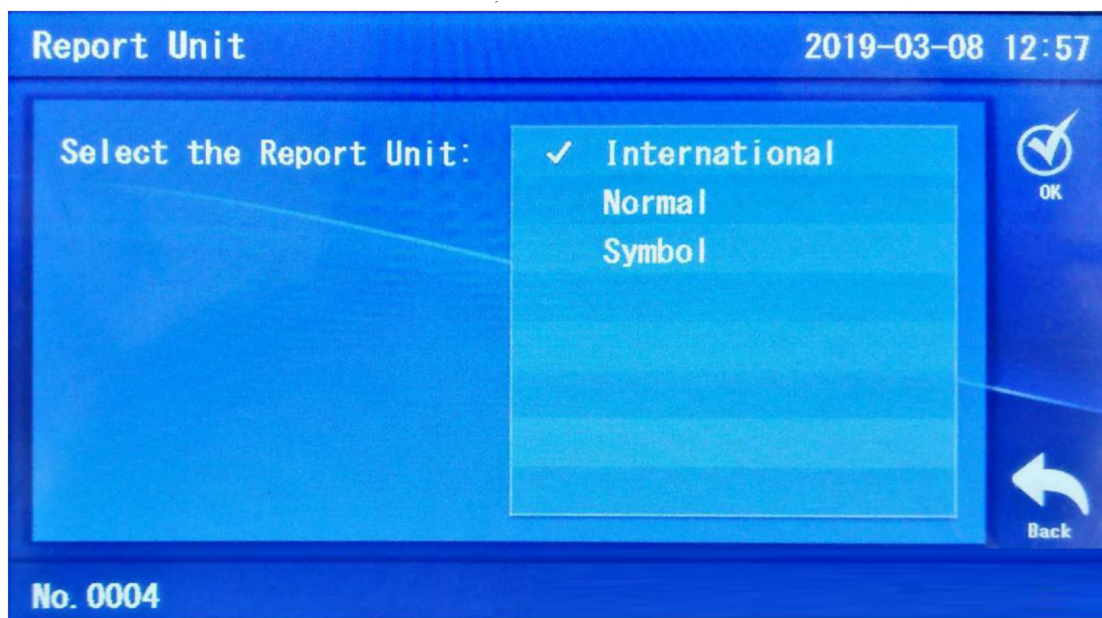 Report Unit 2019-03-08 12:57
Select the Report Unit: ✓ International
Normal
Symbol
OK
Back
No. 0004